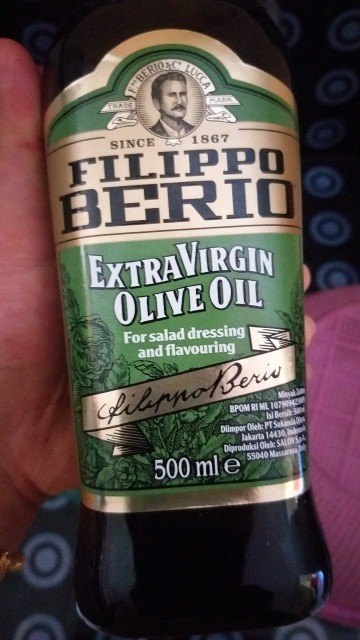 F.LLI BERIO & C. LUCCA
TRADE MARK
SINCE 1867
FILIPPO
BERIO
EXTRA VIRGIN
OLIVE OIL
For salad dressing
and flavouring
Filippo Berio
Minyak Zaitun
BPOM RI ML
Isi Bersih: 500 ml
Diimpor Oleh: PT Sukanda Djaya
Jakarta 14430, Indonesia
Diproduksi Oleh: SALOV S.p.A.
55040 Massarosa, Italy
500 ml e